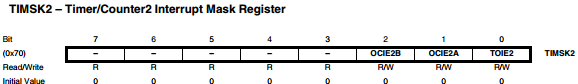 TIMSK2 – Timer/Counter2 Interrupt Mask Register
Bit 7 6 5 4 3 2 1 0
(0x70) – – – – – OCIE2B OCIE2A TOIE2 TIMSK2
Read/Write R R R R R R/W R/W R/W
Initial Value 0 0 0 0 0 0 0 0